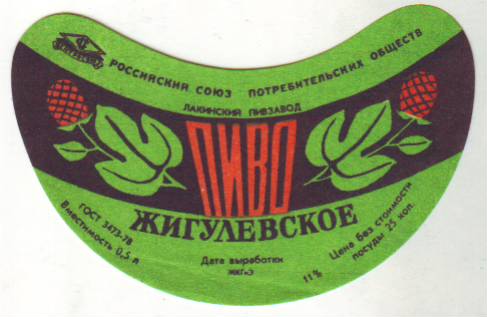 РОССИЙСКИЙ СОЮЗ ПОТРЕБИТЕЛЬСКИХ ОБЩЕСТВ
ЛАКИНСКИЙ ПИВЗАВОД
ПИВО
ЖИГУЛЕВСКОЕ
ГОСТ 3473-78
Вместимость 0,5 л
Дата выработки
11%
Цена без стоимости
посуды 25 коп.